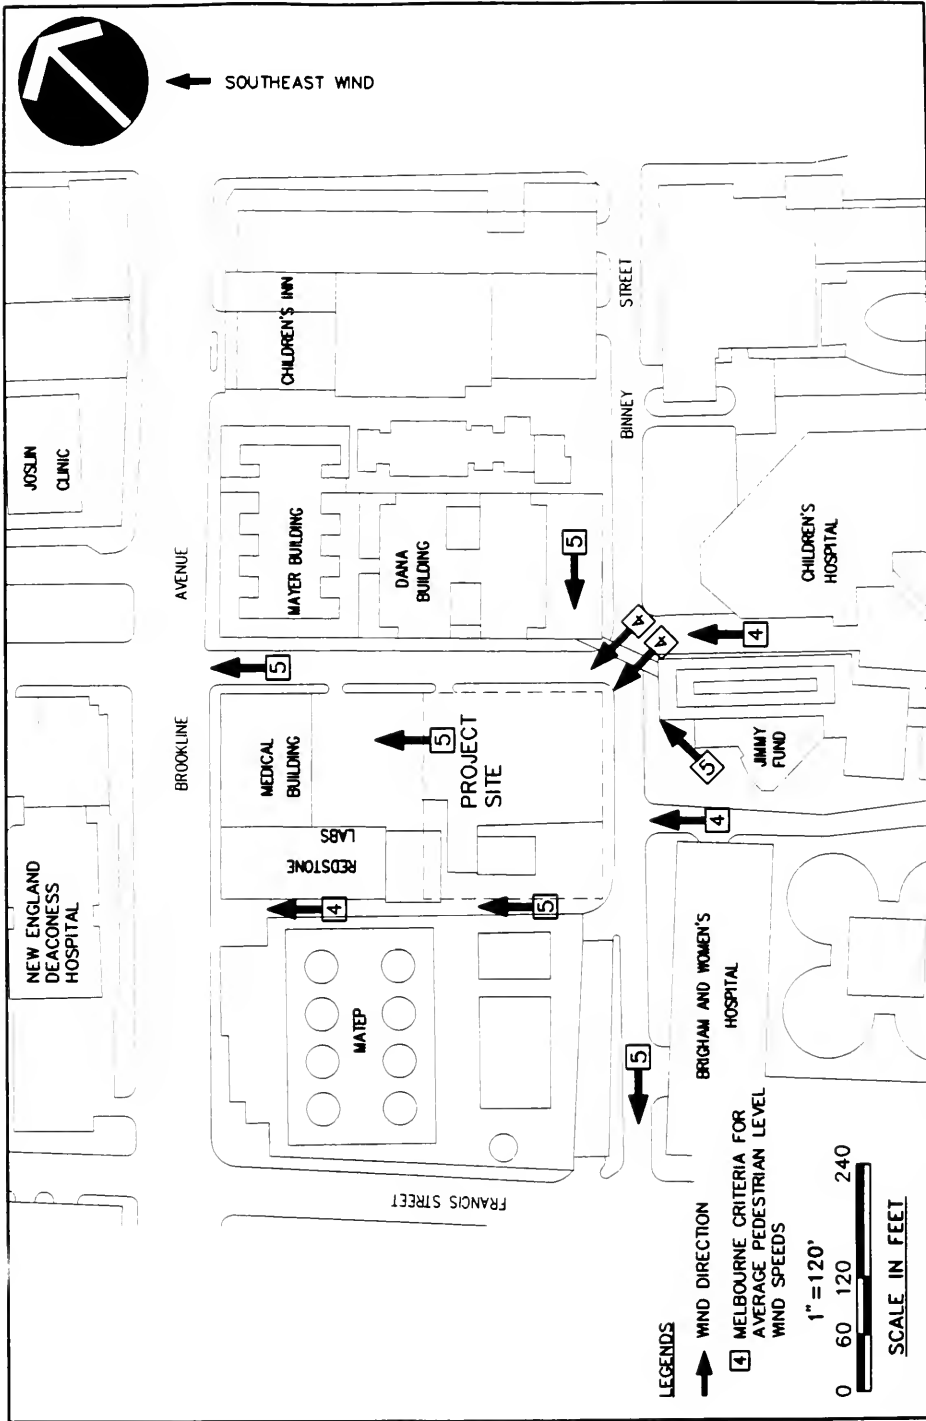 SOUTHEAST WIND
JOSLIN
CLINIC
AVENUE
BROOKLINE
NEW ENGLAND
DEACONESS
HOSPITAL
CHILDREN'S INN
MAYER BUILDING
DANA
BUILDING
5
5
MEDICAL
BUILDING
5
PROJECT
SITE
REDSTONE
LABS
4
5
MATEP
FRANCIS STREET
STREET
BINNEY
4
4
4
5
4
5
CHILDREN'S
HOSPITAL
JIMMY
FUND
BRIGHAM AND WOMEN'S
HOSPITAL
LEGENDS
WIND DIRECTION
4 MELBOURNE CRITERIA FOR
AVERAGE PEDESTRIAN LEVEL
WIND SPEEDS
1"=120'
0 60 120 240
SCALE IN FEET